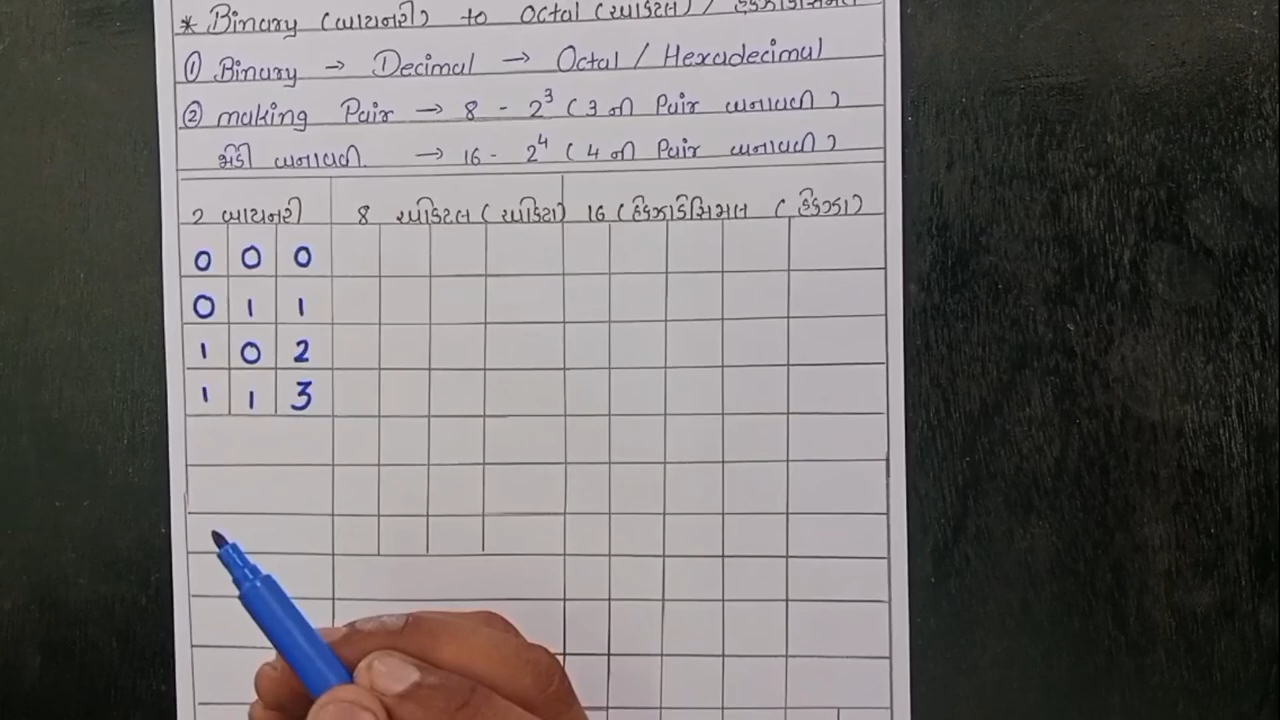 * Binary (બાયનરી) to Octal (ઓક્ટલ) /
① Binary → Decimal → Octal / Hexadecimal
② making Pair → 8 - 2³ (3 ની Pair બનાવવી)
બનાવવી. → 16 - 2⁴ (4 ની Pair બનાવવી)
2 બાયનરી 8 ઓક્ટલ (ઓક્ટા) 16 (હેક્ઝાડેસિમલ (હેક્ઝા)
0 0 0
0 1 1
1 0 2
1 1 3